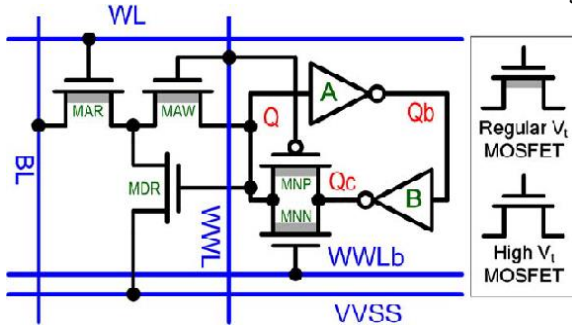 WL
MAR
MAW
A
Q
Qb
Regular Vt
MOSFET
BL
MDR
WWL
MNP
Qc
MNN
B
WWLb
VVSS
High Vt
MOSFET